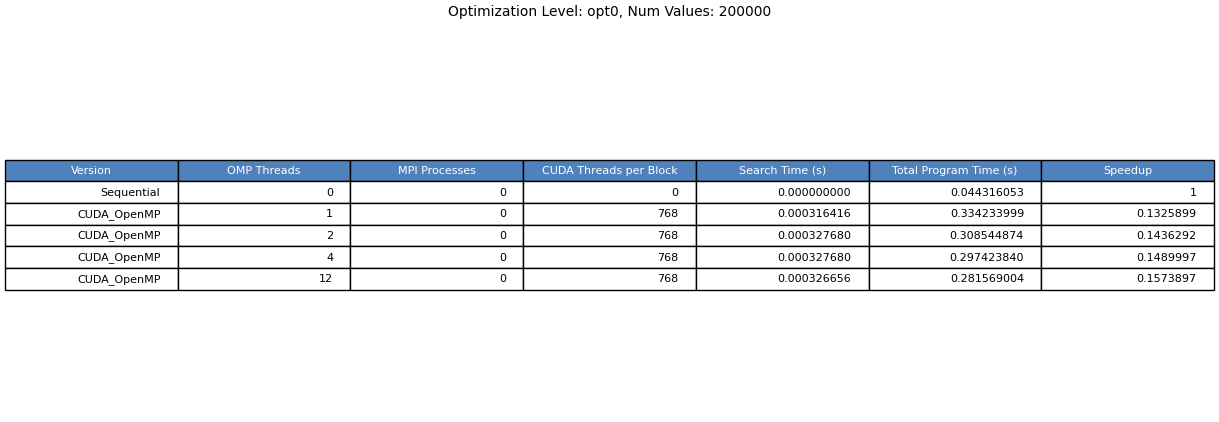 Optimization Level: opt0, Num Values: 200000
Version OMP Threads MPI Processes CUDA Threads per Block Search Time (s) Total Program Time (s) Speedup
Sequential 0 0 0 0.000000000 0.044316053 1
CUDA_OpenMP 1 0 768 0.000316416 0.334233999 0.1325899
CUDA_OpenMP 2 0 768 0.000327680 0.308544874 0.1436292
CUDA_OpenMP 4 0 768 0.000327680 0.297423840 0.1489997
CUDA_OpenMP 12 0 768 0.000326656 0.281569004 0.1573897